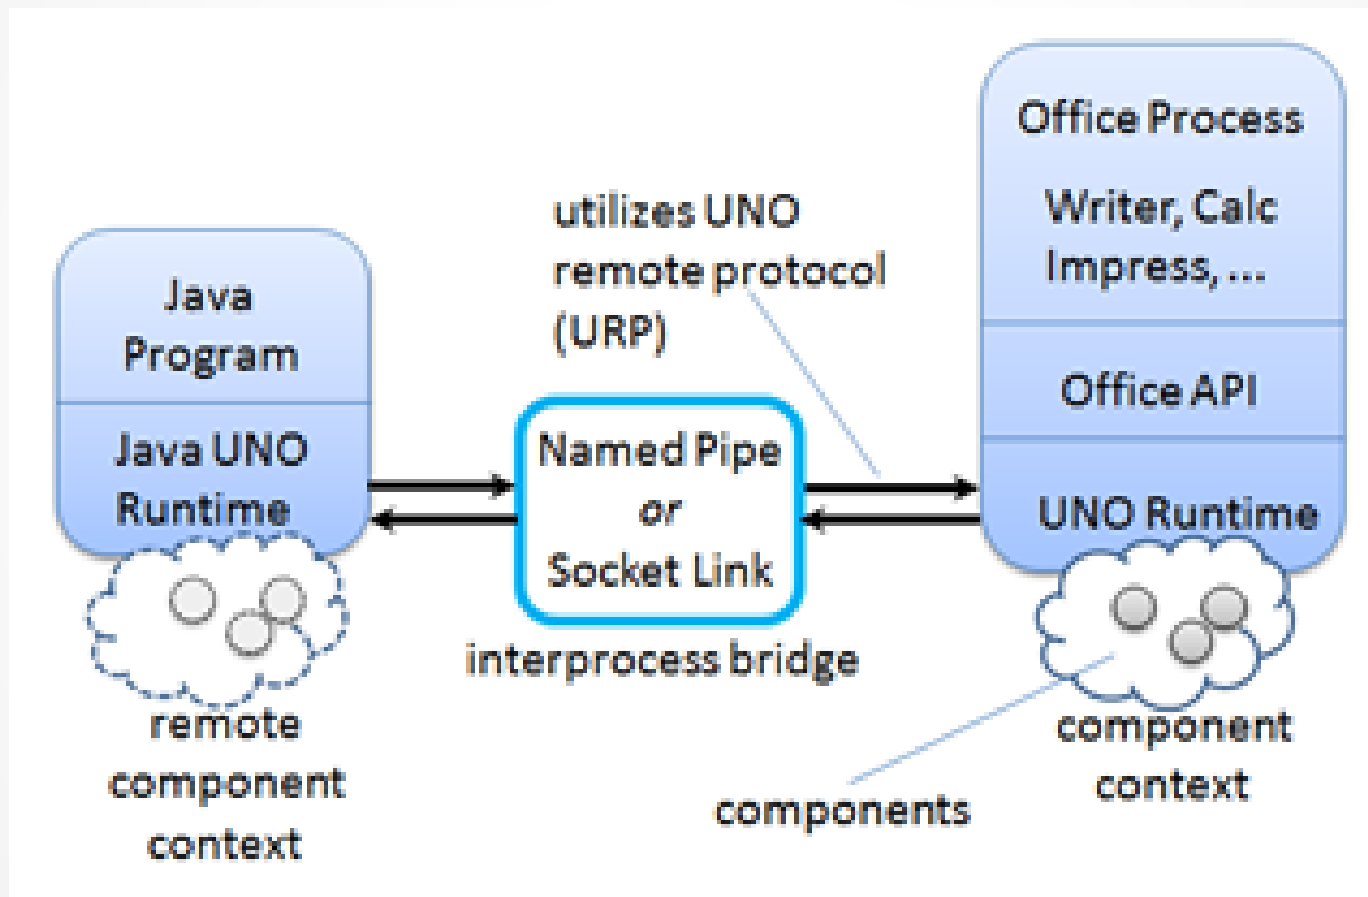 Java
Program
Java UNO
Runtime
remote
component
context
utilizes UNO
remote protocol
(URP)
Named Pipe
or
Socket Link
interprocess bridge
components
Office Process
Writer, Calc
Impress, ...
Office API
UNO Runtime
component
context